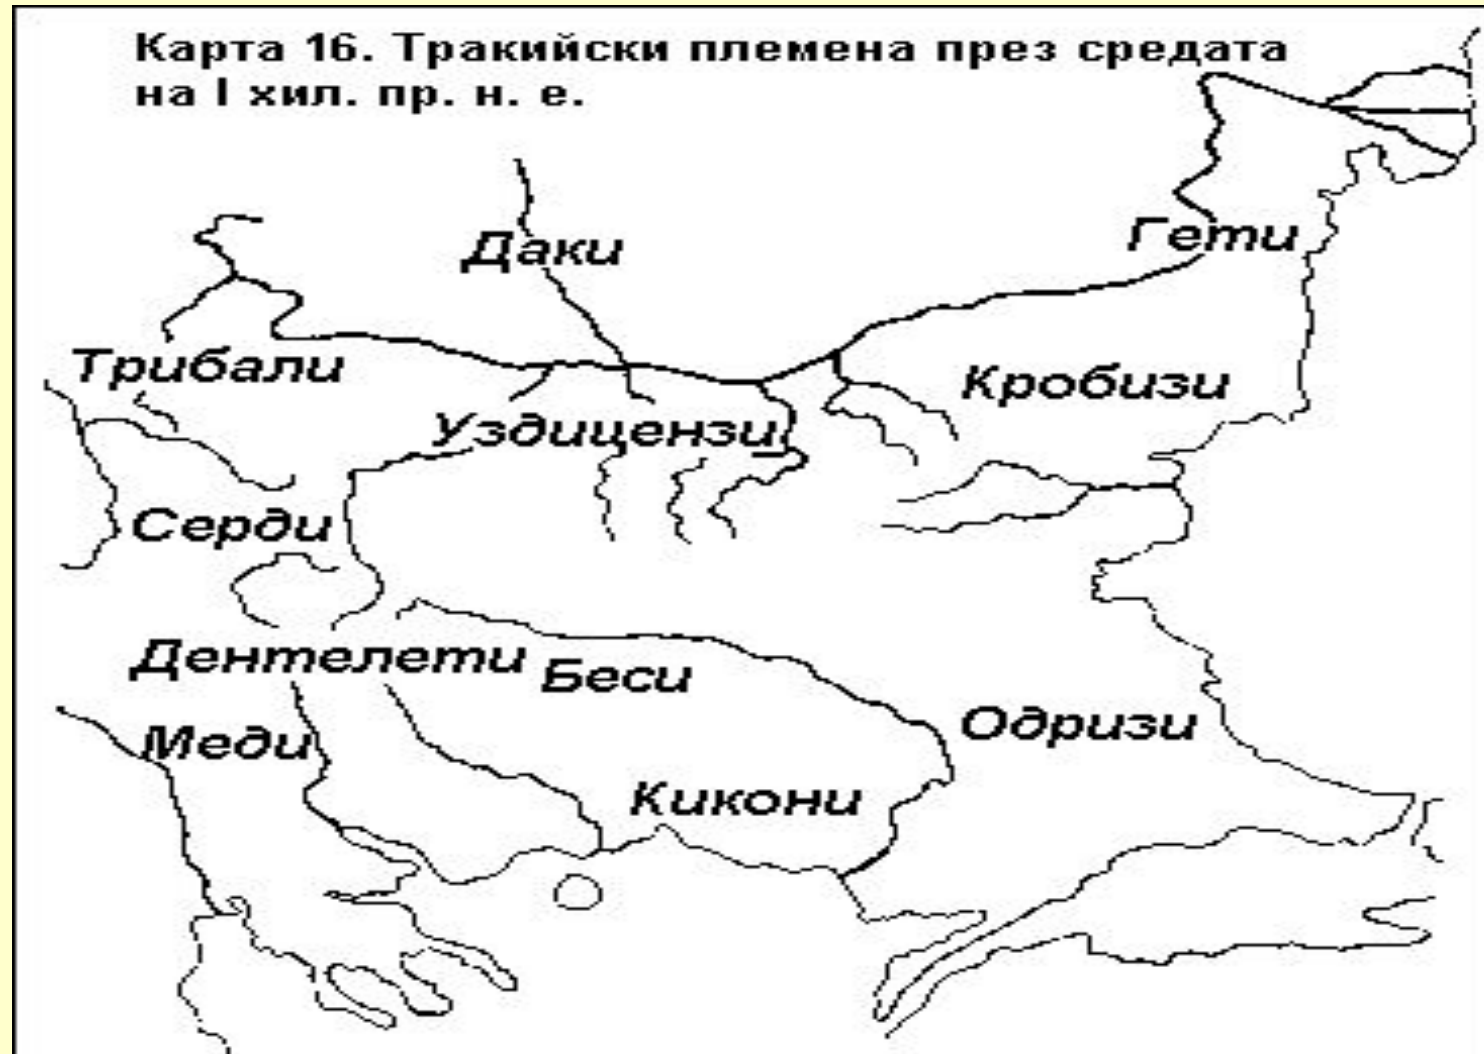 Карта 16. Тракийски племена през средата
на I хил. пр. н. е.
Гети
Даки
Трибали
Кробизи
Уздицензи
Серди
Дентелети
Беси
Одризи
Меди
Кикони